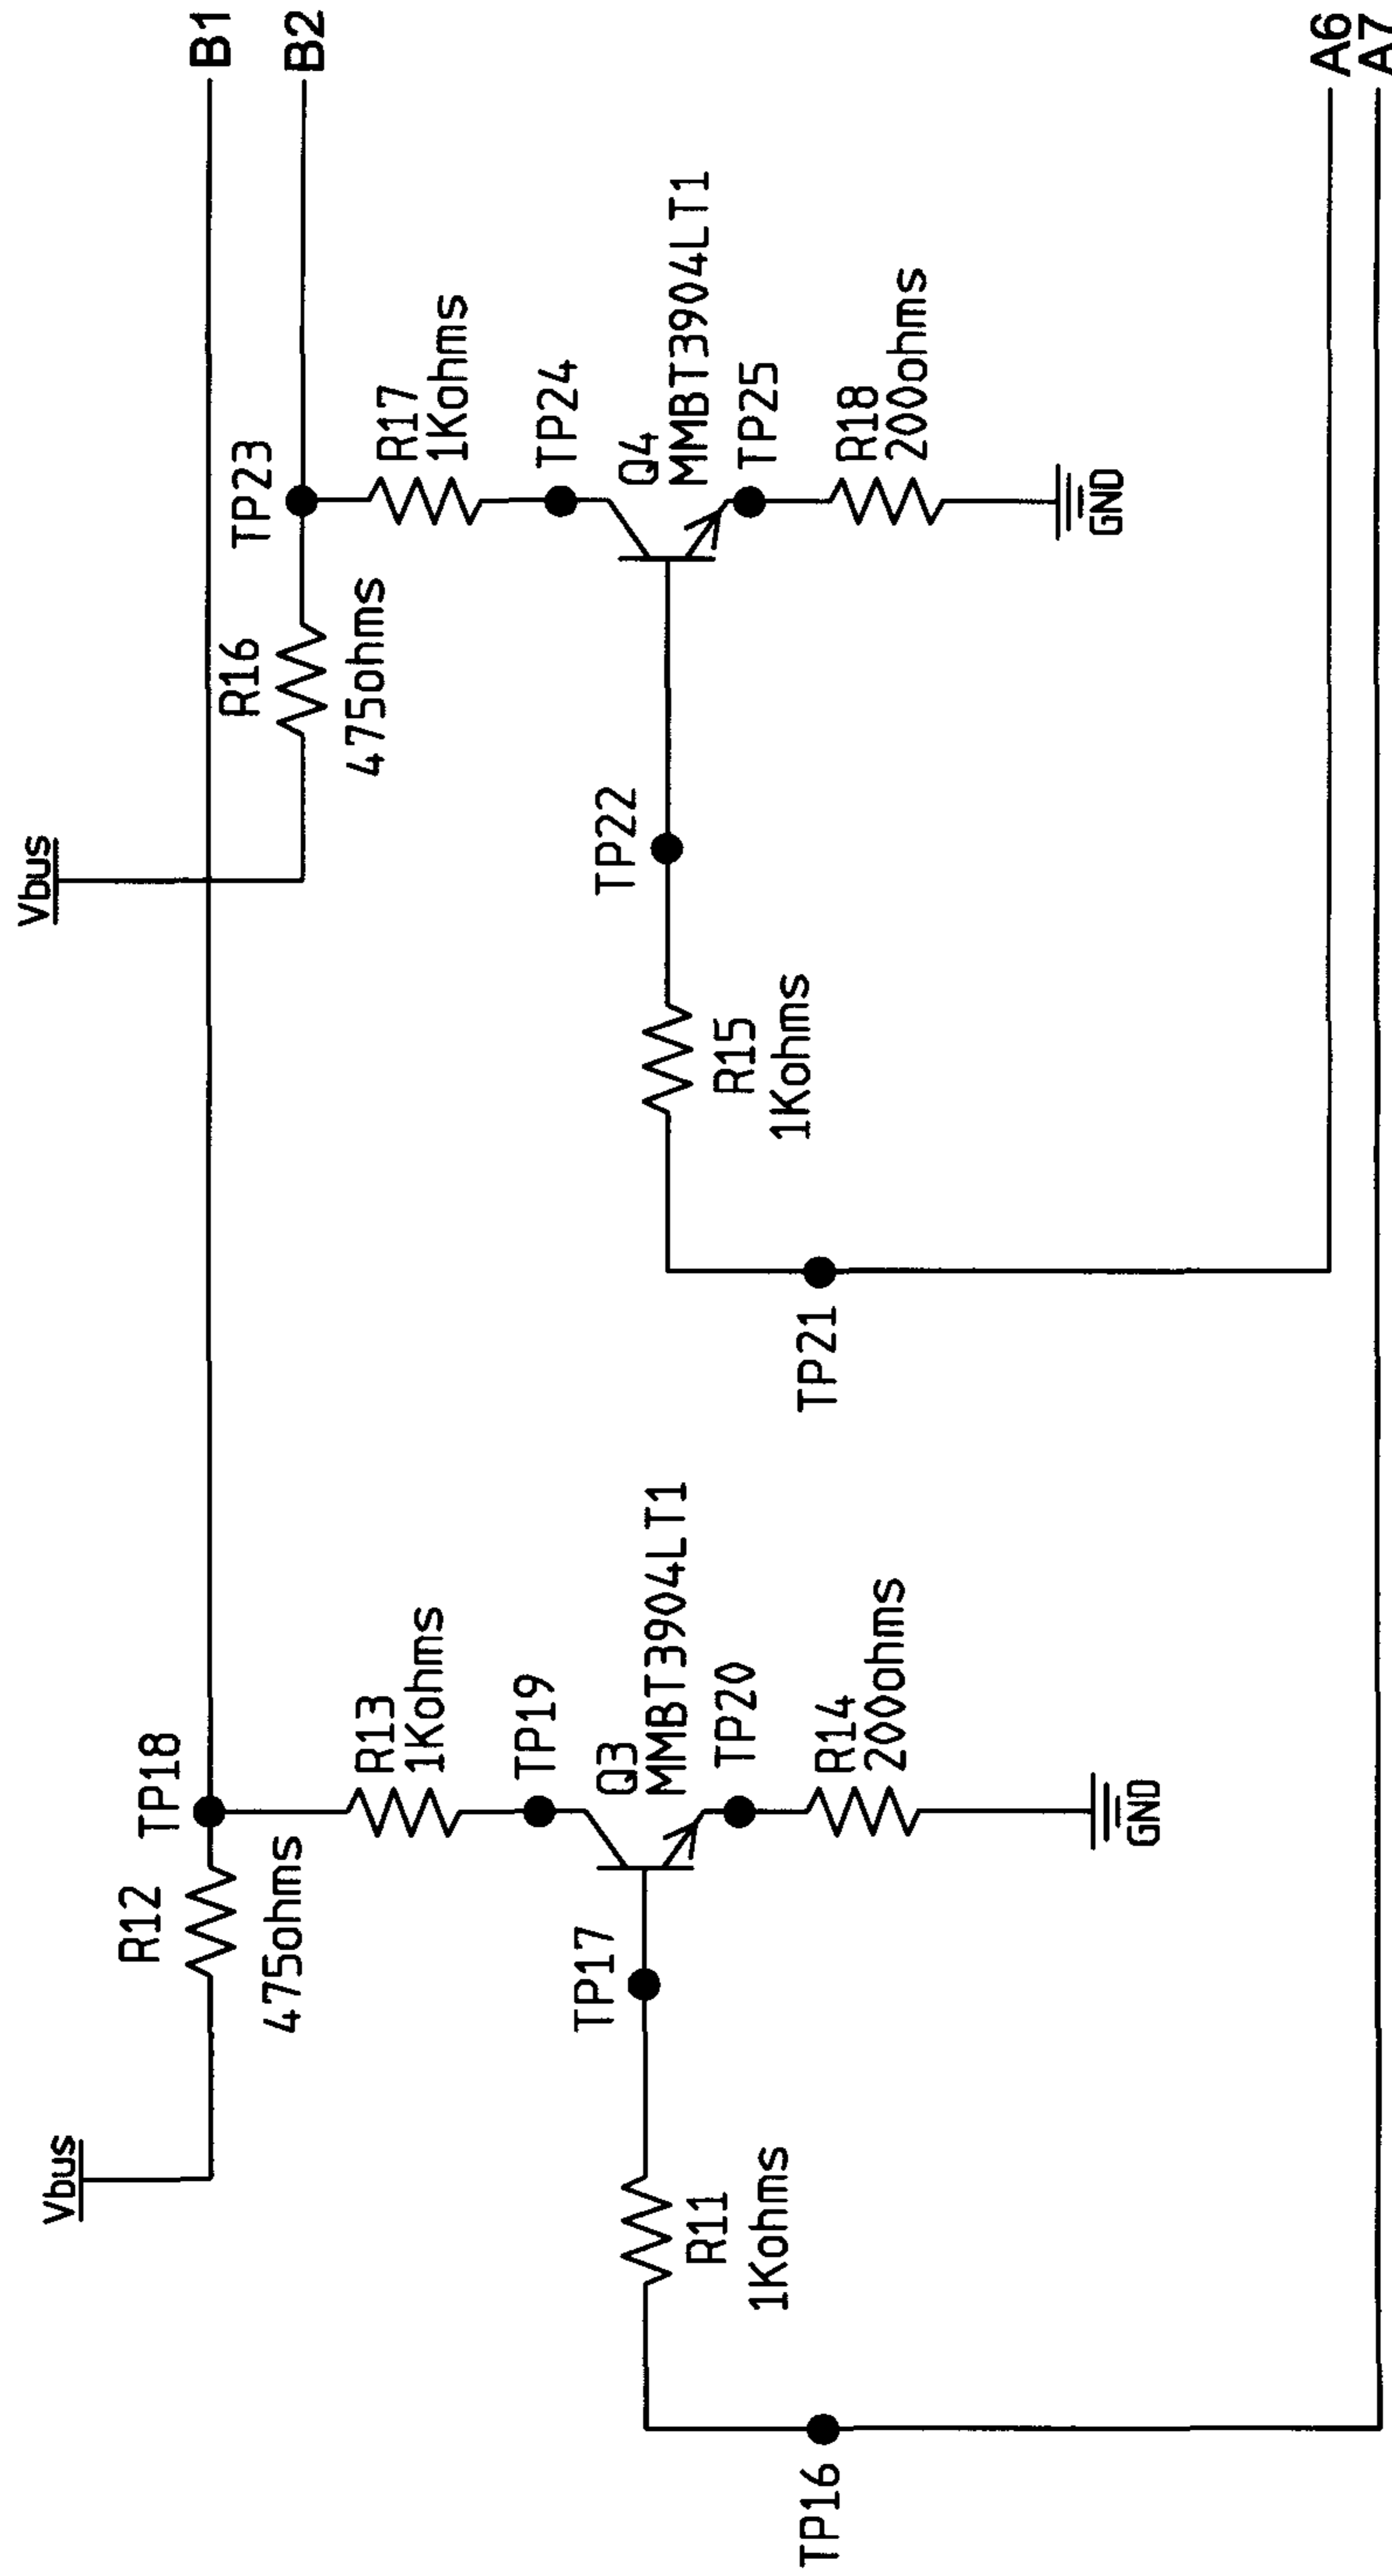 Vbus
Vbus
B1
B2
R12
475ohms
TP18
R13
1Kohms
TP19
Q3
MMBT3904LT1
TP17
TP20
R14
200ohms
GND
R11
1Kohms
TP16
R16
475ohms
TP23
R17
1Kohms
TP24
Q4
MMBT3904LT1
TP22
TP25
R18
200ohms
GND
R15
1Kohms
TP21
A6
A7